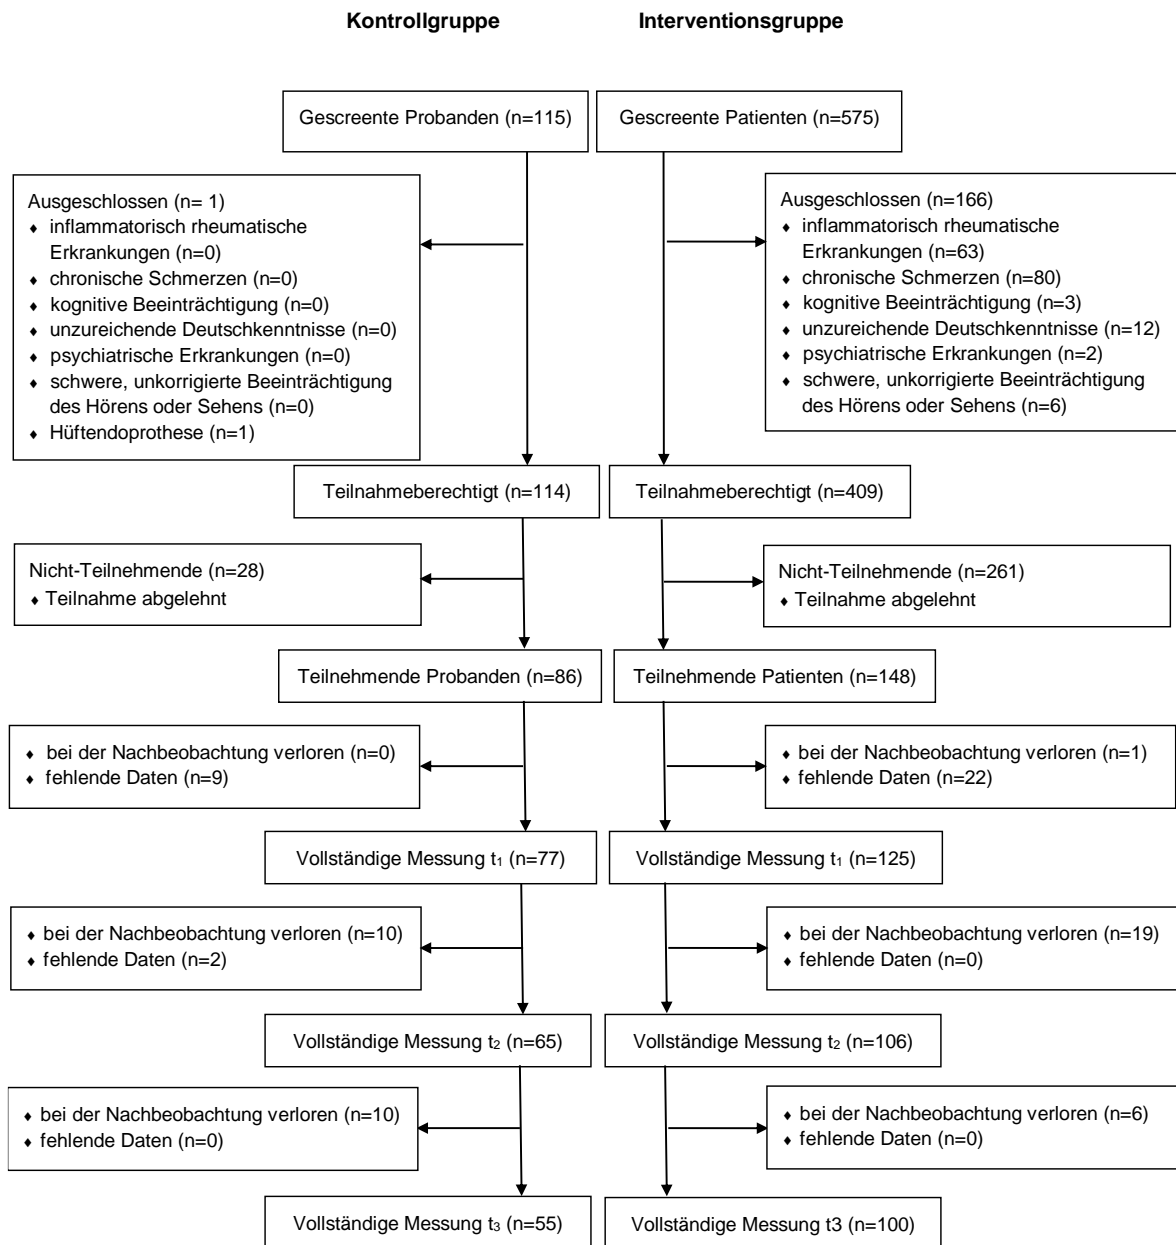 Kontrollgruppe
Interventionsgruppe
Gescreente Probanden (n=115)
Gescreente Patienten (n=575)
Ausgeschlossen (n= 1)
♦ inflammatorisch rheumatische
Erkrankungen (n=0)
♦ chronische Schmerzen (n=0)
♦ kognitive Beeinträchtigung (n=0)
♦ unzureichende Deutschkenntnisse (n=0)
♦ psychiatrische Erkrankungen (n=0)
♦ schwere, unkorrigierte Beeinträchtigung
des Hörens oder Sehens (n=0)
♦ Hüftendoprothese (n=1)
Ausgeschlossen (n=166)
♦ inflammatorisch rheumatische
Erkrankungen (n=63)
♦ chronische Schmerzen (n=80)
♦ kognitive Beeinträchtigung (n=3)
♦ unzureichende Deutschkenntnisse (n=12)
♦ psychiatrische Erkrankungen (n=2)
♦ schwere, unkorrigierte Beeinträchtigung
des Hörens oder Sehens (n=6)
Teilnahmeberechtigt (n=114)
Teilnahmeberechtigt (n=409)
Nicht-Teilnehmende (n=28)
♦ Teilnahme abgelehnt
Nicht-Teilnehmende (n=261)
♦ Teilnahme abgelehnt
Teilnehmende Probanden (n=86)
Teilnehmende Patienten (n=148)
♦ bei der Nachbeobachtung verloren (n=0)
♦ fehlende Daten (n=9)
♦ bei der Nachbeobachtung verloren (n=1)
♦ fehlende Daten (n=22)
Vollständige Messung t₁ (n=77)
Vollständige Messung t₁ (n=125)
♦ bei der Nachbeobachtung verloren (n=10)
♦ fehlende Daten (n=2)
♦ bei der Nachbeobachtung verloren (n=19)
♦ fehlende Daten (n=0)
Vollständige Messung t₂ (n=65)
Vollständige Messung t₂ (n=106)
♦ bei der Nachbeobachtung verloren (n=10)
♦ fehlende Daten (n=0)
♦ bei der Nachbeobachtung verloren (n=6)
♦ fehlende Daten (n=0)
Vollständige Messung t₃ (n=55)
Vollständige Messung t3 (n=100)